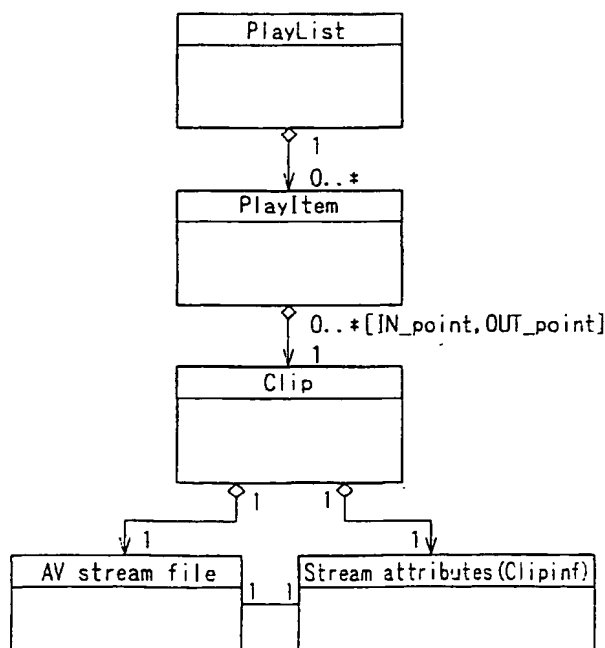 PlayList
1
0..*
PlayItem
0..*[IN_point,OUT_point]
1
Clip
1 1
1 1
AV stream file
Stream attributes(Clipinf)
1 1